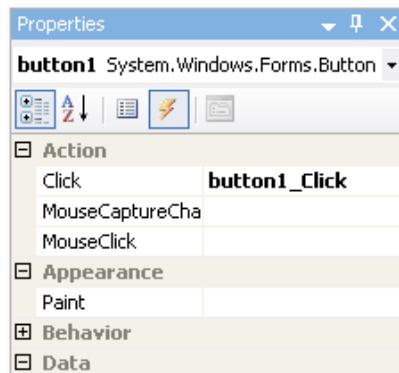 Properties
button1 System.Windows.Forms.Button
A
Z
Action
Click button1_Click
MouseCaptureCha
MouseClick
Appearance
Paint
Behavior
Data